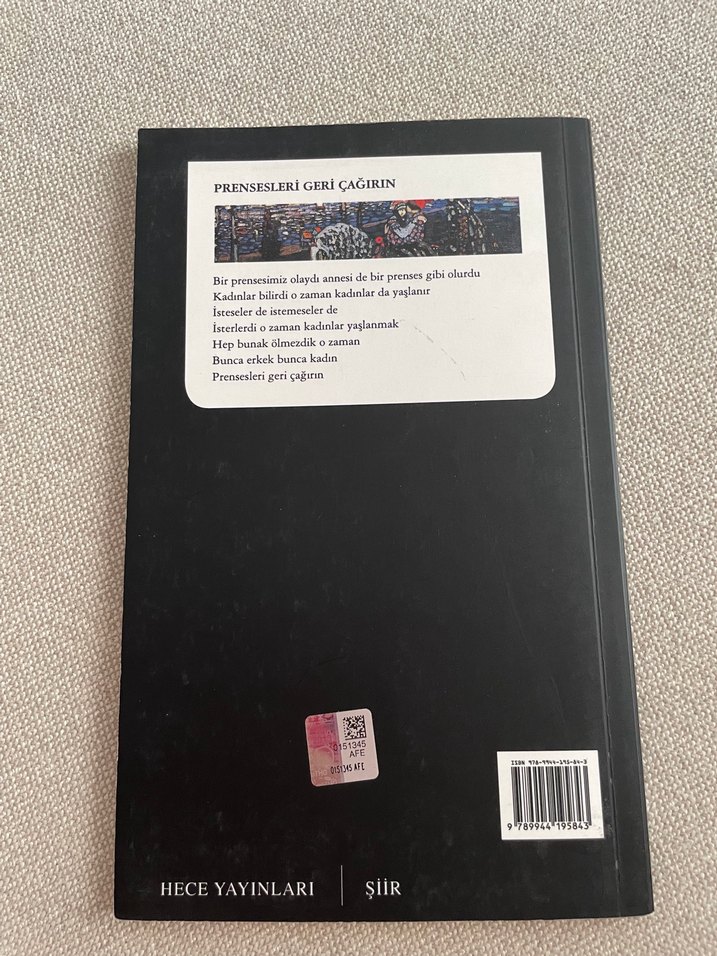 PRENSESLERİ GERİ ÇAĞIRIN
Bir prensesimiz olaydı annesi de bir prenses gibi olurdu
Kadınlar bilirdi o zaman kadınlar da yaşlanır
İsteseler de istemeseler de
İsterlerdi o zaman kadınlar yaşlanmak
Hep bunak ölmezdik o zaman
Bunca erkek bunca kadın
Prensesleri geri çağırın
0151345
AFE
0151345 AFE
ISBN 978-9944-195-84-3
9 789944 195843
HECE YAYINLARI
ŞİİR